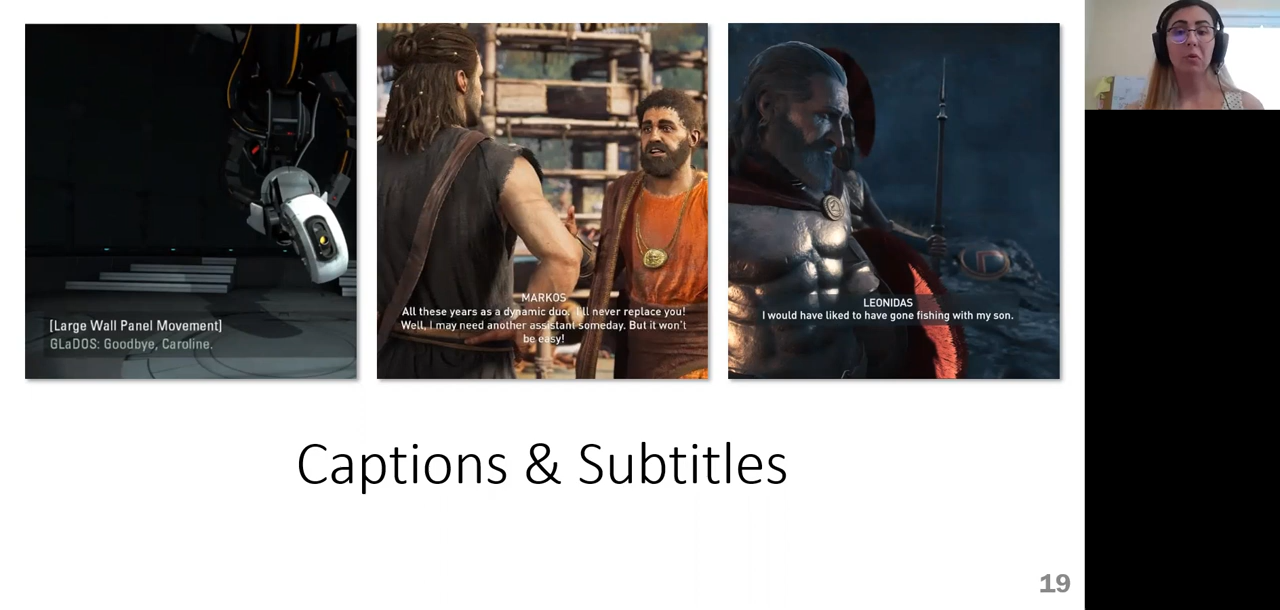 [Large Wall Panel Movement]
GLaDOS: Goodbye, Caroline.
MARKOS
All these years as a dynamic duo. I'll never replace you!
Well, I may need another assistant someday. But it won't
be easy!
LEONIDAS
I would have liked to have gone fishing with my son.
Captions & Subtitles
19